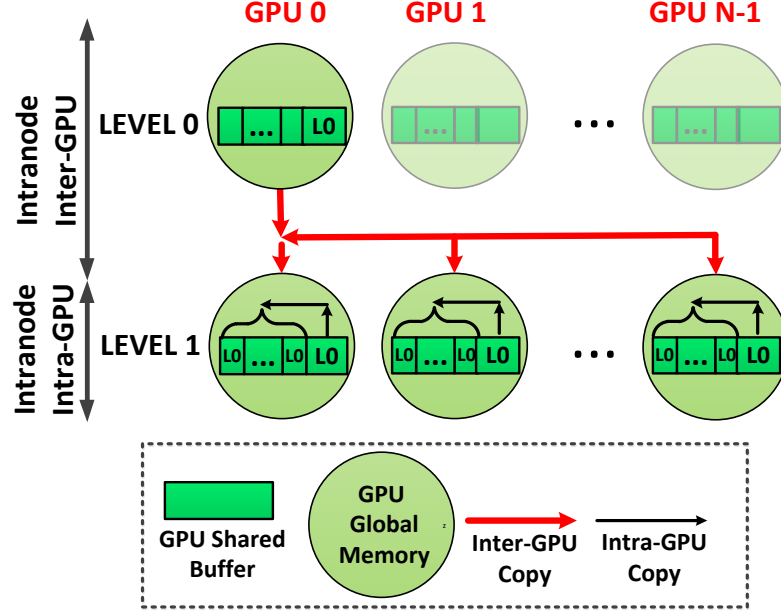 GPU 0
GPU 1
GPU N-1
Intranode
Inter-GPU
LEVEL 0
... L0
...
...
...
Intranode
Intra-GPU
LEVEL 1
L0 ... L0 L0
L0 ... L0 L0
...
L0 ... L0 L0
GPU Shared
Buffer
GPU
Global
Memory
z
Inter-GPU
Copy
Intra-GPU
Copy